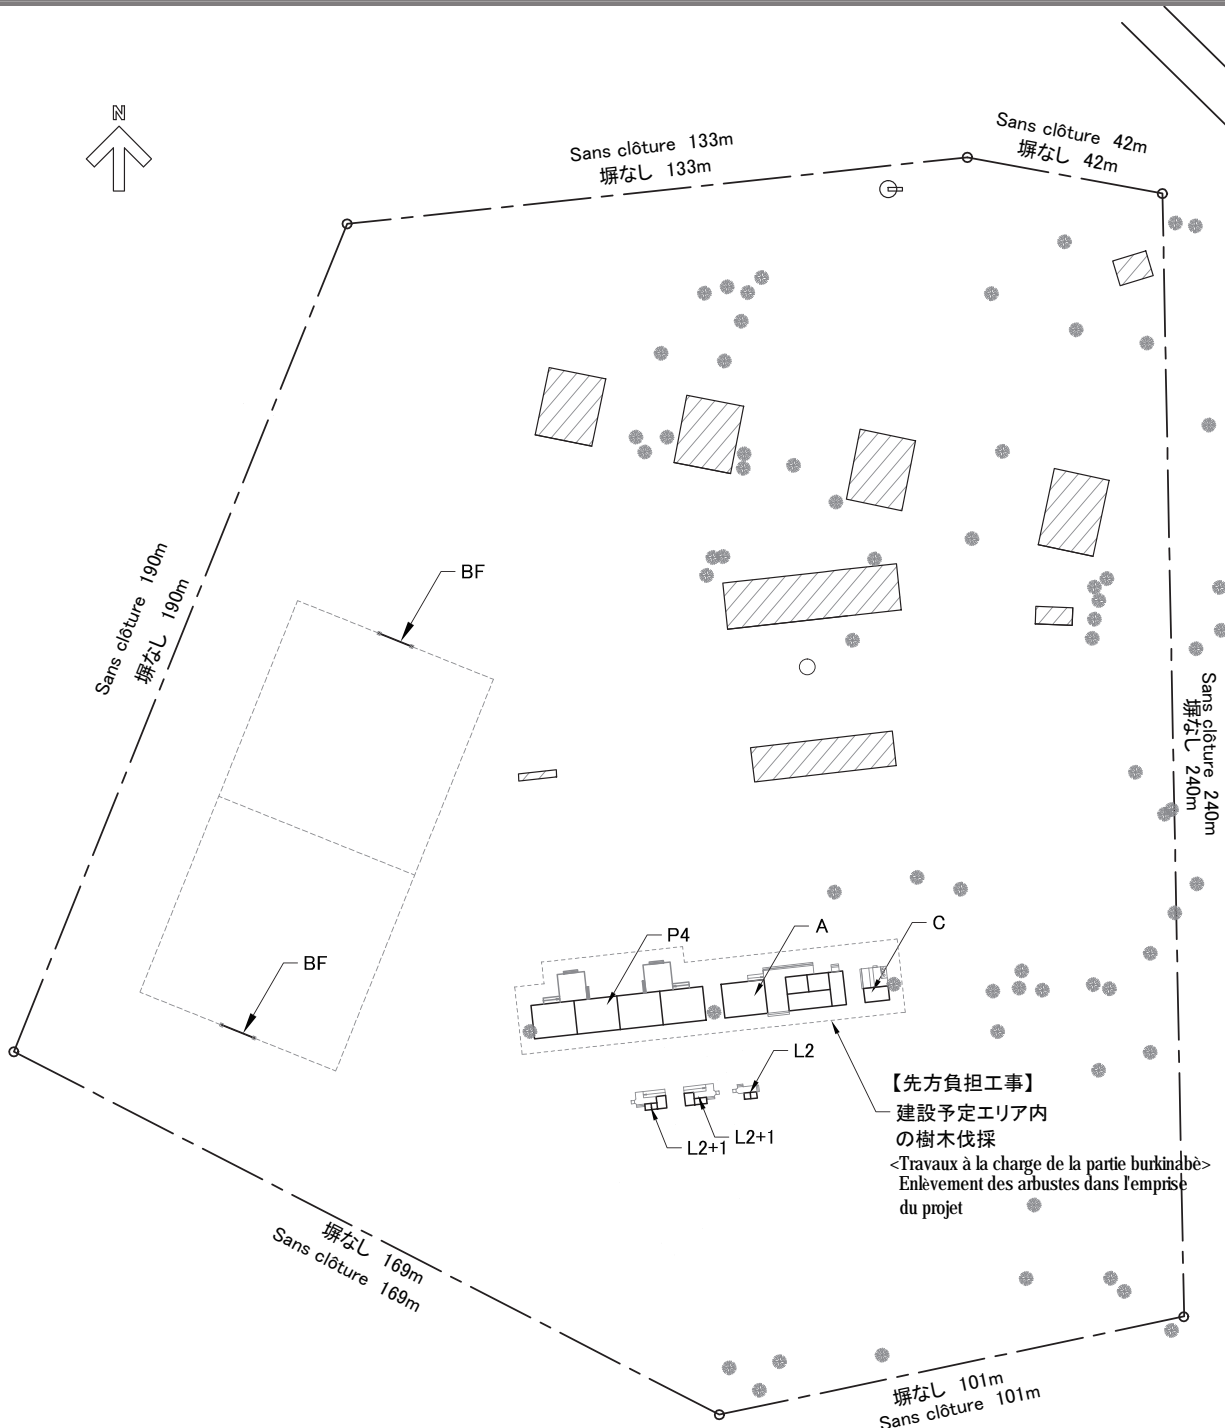 N
Sans clôture 133m
塀なし 133m
Sans clôture 42m
塀なし 42m
Sans clôture 190m
塀なし 190m
BF
Sans clôture 240m
塀なし 240m
BF
P4
A
C
L2
L2+1
L2+1
【先方負担工事】
建設予定エリア内
の樹木伐採
<Travaux à la charge de la partie burkinabè>
Enlèvement des arbustes dans l'emprise
du projet
塀なし 169m
Sans clôture 169m
塀なし 101m
Sans clôture 101m